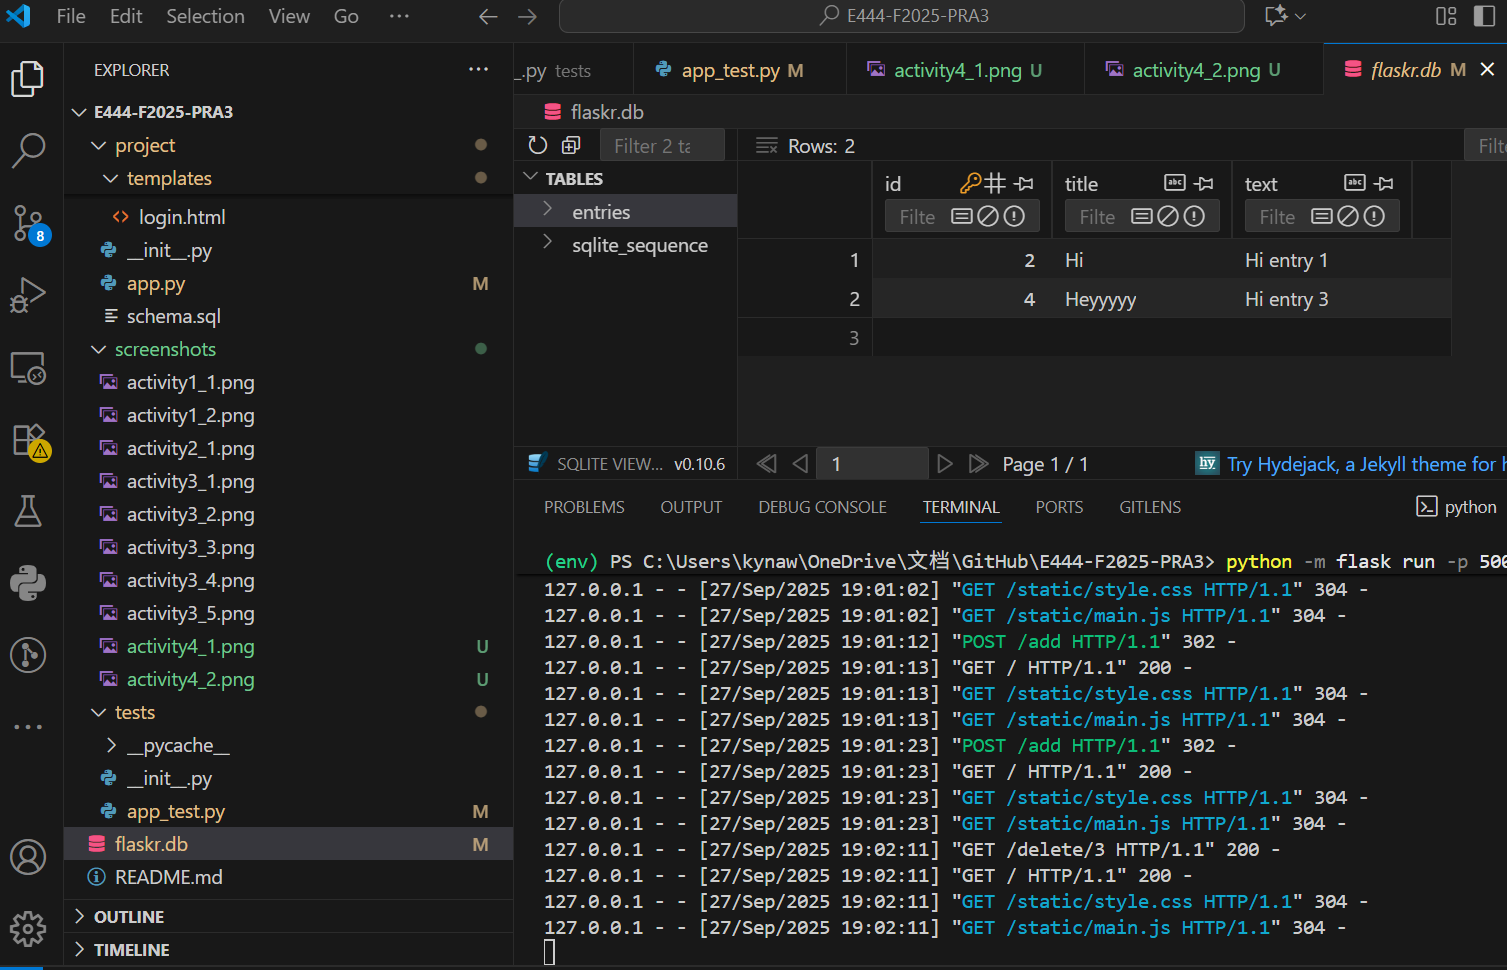 File Edit Selection View Go ··· E444-F2025-PRA3
EXPLORER ···
E444-F2025-PRA3
project
templates
login.html
__init__.py
app.py M
schema.sql
screenshots
activity1_1.png
activity1_2.png
activity2_1.png
activity3_1.png
activity3_2.png
activity3_3.png
activity3_4.png
activity3_5.png
activity4_1.png U
activity4_2.png U
tests
__pycache__
__init__.py
app_test.py M
flaskr.db M
README.md
OUTLINE
TIMELINE
8
_.py tests app_test.py M activity4_1.png U activity4_2.png U flaskr.db M
flaskr.db
Filter 2 ta Rows: 2 Filte
TABLES
entries
sqlite_sequence
id title text
Filte Filte Filte
1 2 Hi Hi entry 1
2 4 Heyyyyy Hi entry 3
3
SQLITE VIEW... v0.10.6 1 Page 1 / 1 hy Try Hydejack, a Jekyll theme for h
PROBLEMS OUTPUT DEBUG CONSOLE TERMINAL PORTS GITLENS python
(env) PS C:\Users\kynaw\OneDrive\文档\GitHub\E444-F2025-PRA3> python -m flask run -p 500
127.0.0.1 - - [27/Sep/2025 19:01:02] "GET /static/style.css HTTP/1.1" 304 -
127.0.0.1 - - [27/Sep/2025 19:01:02] "GET /static/main.js HTTP/1.1" 304 -
127.0.0.1 - - [27/Sep/2025 19:01:12] "POST /add HTTP/1.1" 302 -
127.0.0.1 - - [27/Sep/2025 19:01:13] "GET / HTTP/1.1" 200 -
127.0.0.1 - - [27/Sep/2025 19:01:13] "GET /static/style.css HTTP/1.1" 304 -
127.0.0.1 - - [27/Sep/2025 19:01:13] "GET /static/main.js HTTP/1.1" 304 -
127.0.0.1 - - [27/Sep/2025 19:01:23] "POST /add HTTP/1.1" 302 -
127.0.0.1 - - [27/Sep/2025 19:01:23] "GET / HTTP/1.1" 200 -
127.0.0.1 - - [27/Sep/2025 19:01:23] "GET /static/style.css HTTP/1.1" 304 -
127.0.0.1 - - [27/Sep/2025 19:01:23] "GET /static/main.js HTTP/1.1" 304 -
127.0.0.1 - - [27/Sep/2025 19:02:11] "GET /delete/3 HTTP/1.1" 200 -
127.0.0.1 - - [27/Sep/2025 19:02:11] "GET / HTTP/1.1" 200 -
127.0.0.1 - - [27/Sep/2025 19:02:11] "GET /static/style.css HTTP/1.1" 304 -
127.0.0.1 - - [27/Sep/2025 19:02:11] "GET /static/main.js HTTP/1.1" 304 -